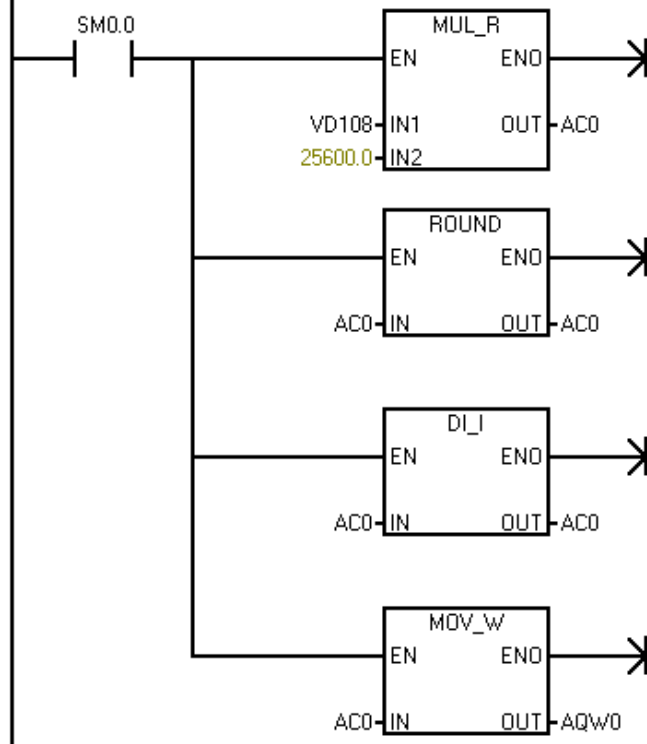 SM0.0
MUL_R
EN ENO
VD108 IN1 OUT AC0
25600.0 IN2
ROUND
EN ENO
AC0 IN OUT AC0
DI_I
EN ENO
AC0 IN OUT AC0
MOV_W
EN ENO
AC0 IN OUT AQW0